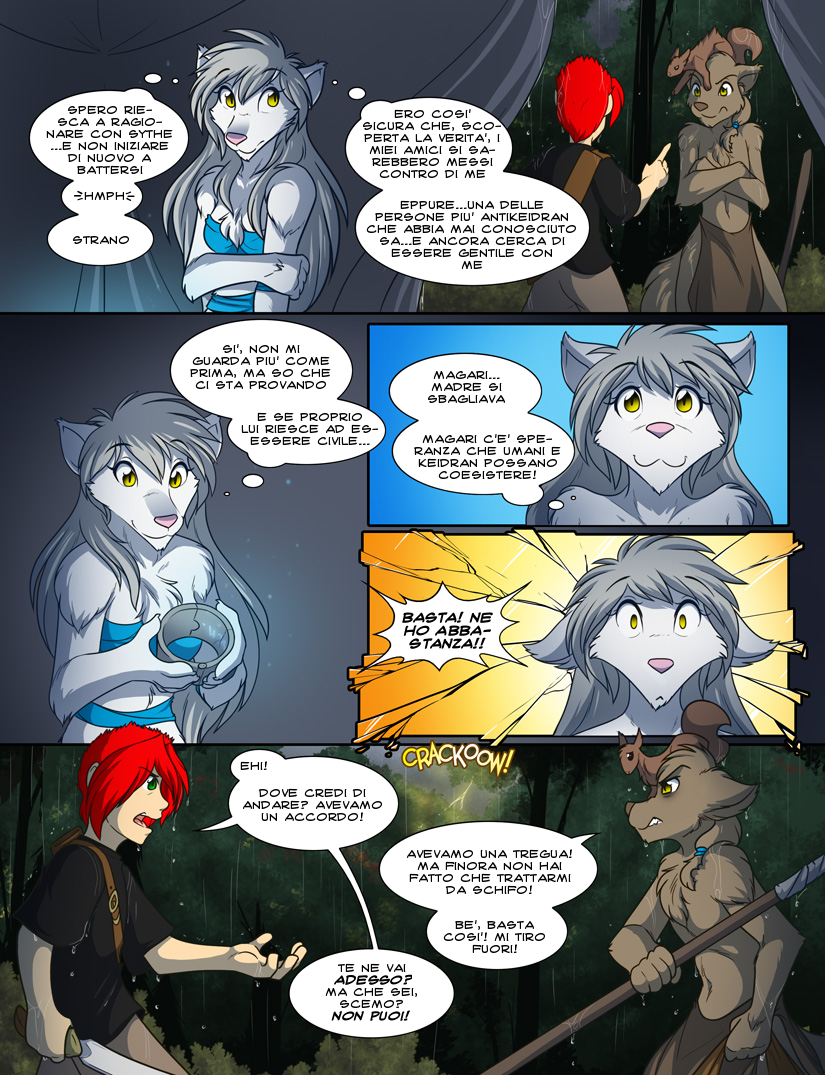 SPERO RIE-
SCA A RAGIO-
NARE CON SYTHE
...E NON INIZIARE
DI NUOVO A
BATTERSI
HMPH
STRANO
ERO COSI'
SICURA CHE, SCO-
PERTA LA VERITA', I
MIEI AMICI SI SA-
REBBERO MESSI
CONTRO DI ME
EPPURE...UNA DELLE
PERSONE PIU' ANTIKEIDRAN
CHE ABBIA MAI CONOSCIUTO
SA...E ANCORA CERCA DI
ESSERE GENTILE CON
ME
SI', NON MI
GUARDA PIU' COME
PRIMA, MA SO CHE
CI STA PROVANDO
E SE PROPRIO
LUI RIESCE AD ES-
ESSERE CIVILE...
MAGARI...
MADRE SI
SBAGLIAVA
MAGARI C'E' SPE-
RANZA CHE UMANI E
KEIDRAN POSSANO
COESISTERE!
BASTA! NE
HO ABBA-
STANZA!!
CRACKOOW!
EHI!
DOVE CREDI DI
ANDARE? AVEVAMO
UN ACCORDO!
AVEVAMO UNA TREGUA!
MA FINORA NON HAI
FATTO CHE TRATTARMI
DA SCHIFO!
BE', BASTA
COSI'! MI TIRO
FUORI!
TE NE VAI
ADESSO?
MA CHE SEI,
SCEMO?
NON PUOI!